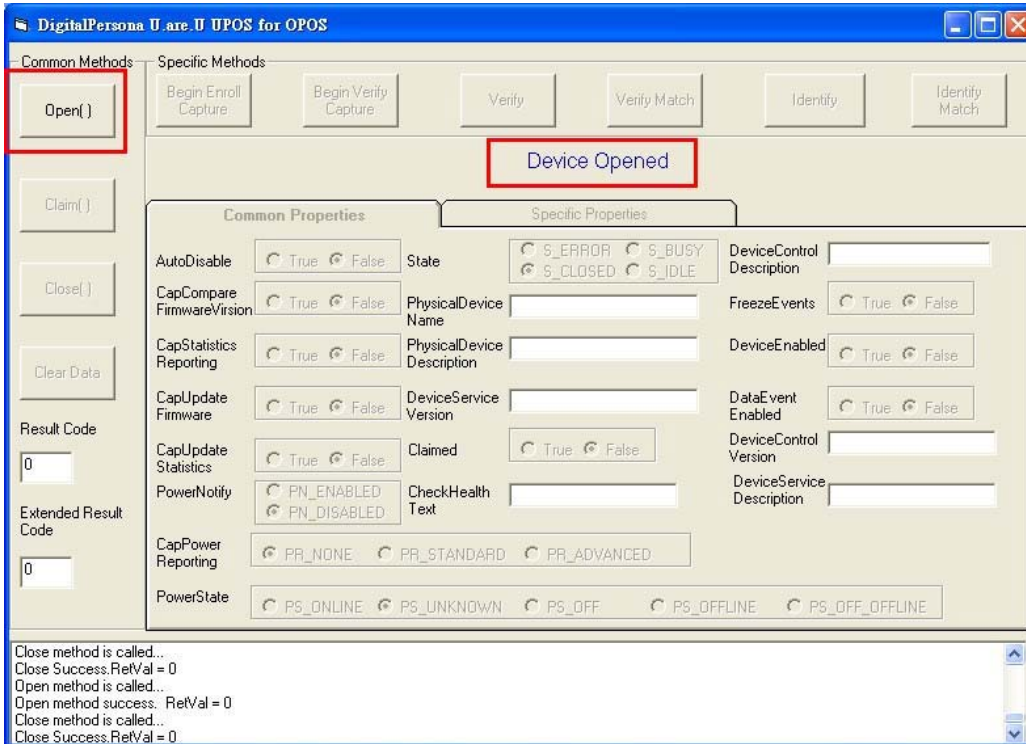 DigitalPersona U.are.U UPOS for OPOS
Common Methods
Open( )
Claim( )
Close( )
Clear Data
Result Code
0
Extended Result
Code
0
Specific Methods
Begin Enroll
Capture
Begin Verify
Capture
Verify
Verify Match
Identify
Identify
Match
Device Opened
Common Properties
Specific Properties
AutoDisable
True False
CapCompare
FirmwareVirsion
True False
CapStatistics
Reporting
True False
CapUpdate
Firmware
True False
CapUpdate
Statistics
True False
PowerNotify
PN_ENABLED
PN_DISABLED
State
S_ERROR S_BUSY
S_CLOSED S_IDLE
PhysicalDevice
Name
PhysicalDevice
Description
DeviceService
Version
Claimed
True False
CheckHealth
Text
DeviceControl
Description
FreezeEvents
True False
DeviceEnabled
True False
DataEvent
Enabled
True False
DeviceControl
Version
DeviceService
Description
CapPower
Reporting
PR_NONE PR_STANDARD PR_ADVANCED
PowerState
PS_ONLINE PS_UNKNOWN PS_OFF PS_OFFLINE PS_OFF_OFFLINE
Close method is called...
Close Success.RetVal = 0
Open method is called...
Open method success. RetVal = 0
Close method is called...
Close Success.RetVal = 0